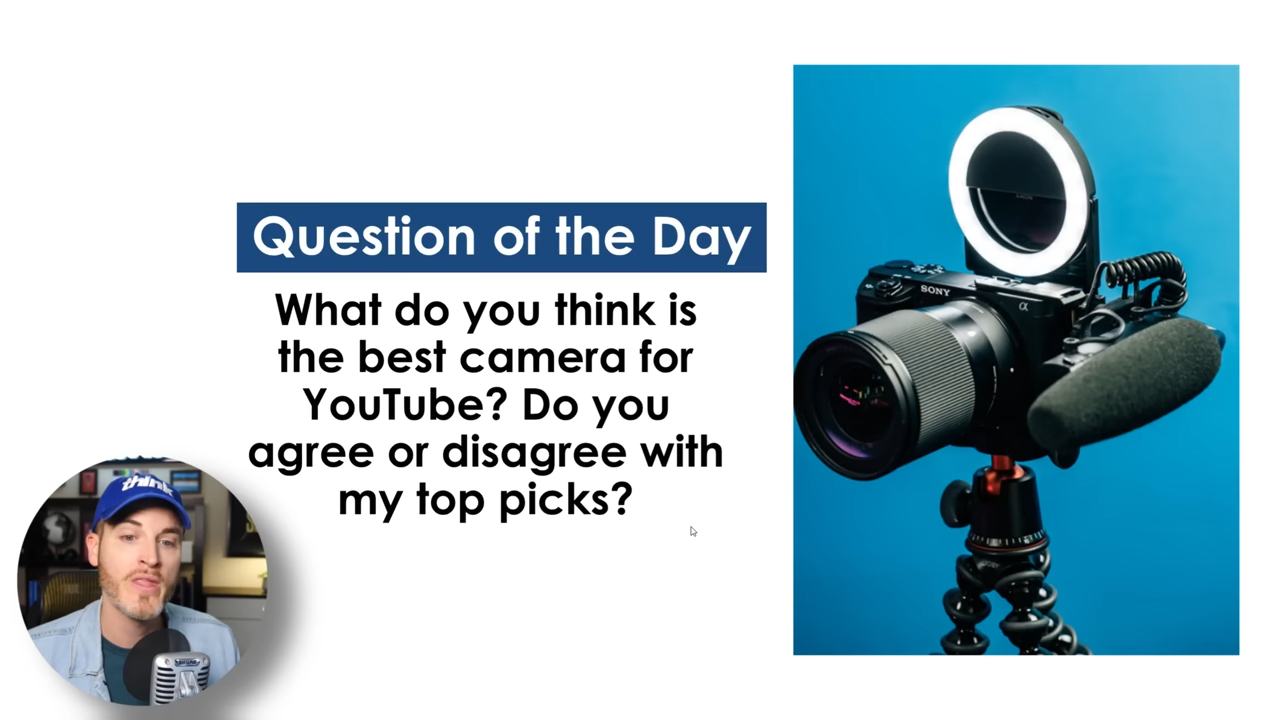 Question of the Day
What do you think is
the best camera for
YouTube? Do you
agree or disagree with
my top picks?
SONY
α
think
SHURE